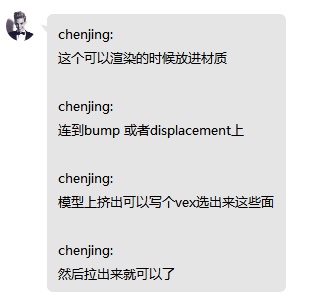 chenjing:
这个可以渲染的时候放进材质
chenjing:
连到bump 或者displacement上
chenjing:
模型上挤出可以写个vex选出来这些面
chenjing:
然后拉出来就可以了